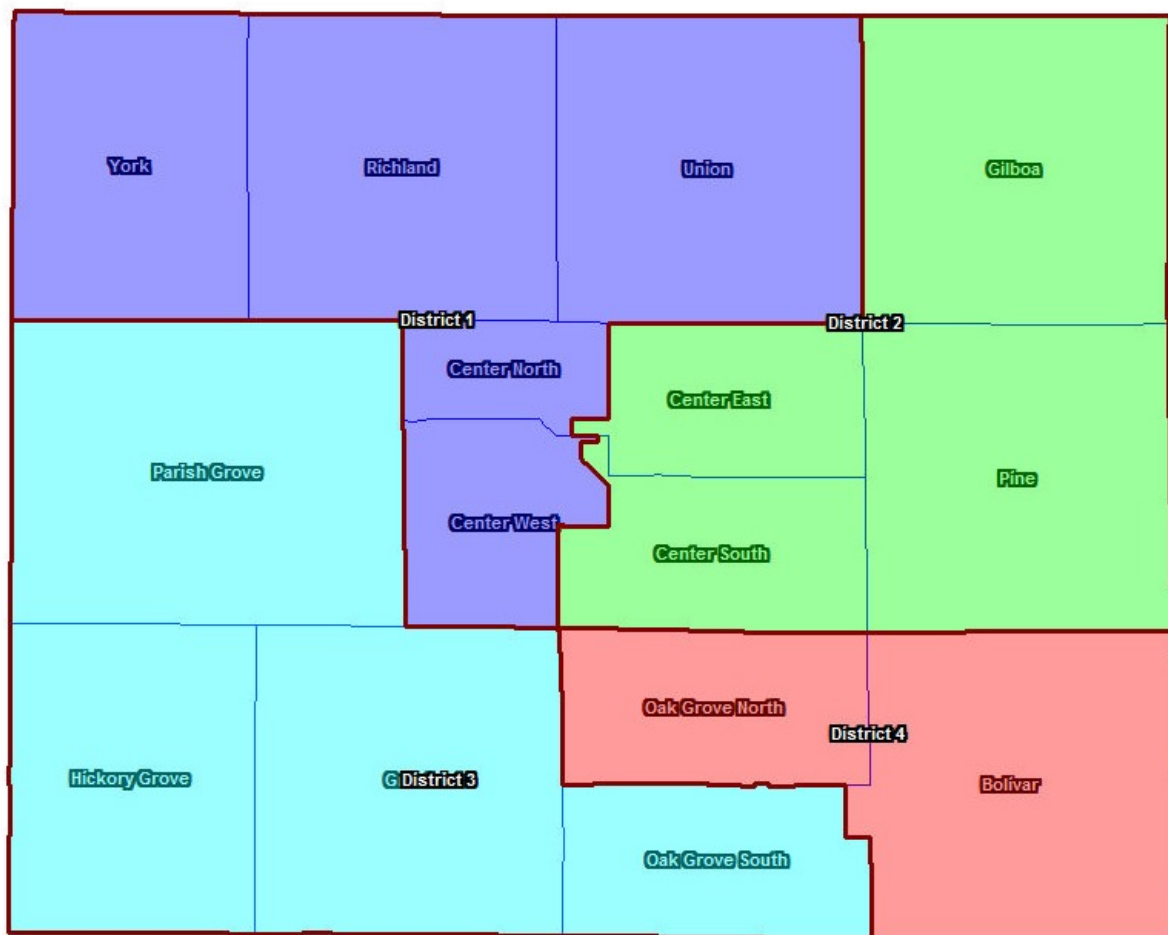 York
Richland
Union
Gilboa
District 1
District 2
Center North
Center East
Parish Grove
Pine
Center West
Center South
Oak Grove North
District 4
Hickory Grove
G
District 3
Bolivar
Oak Grove South